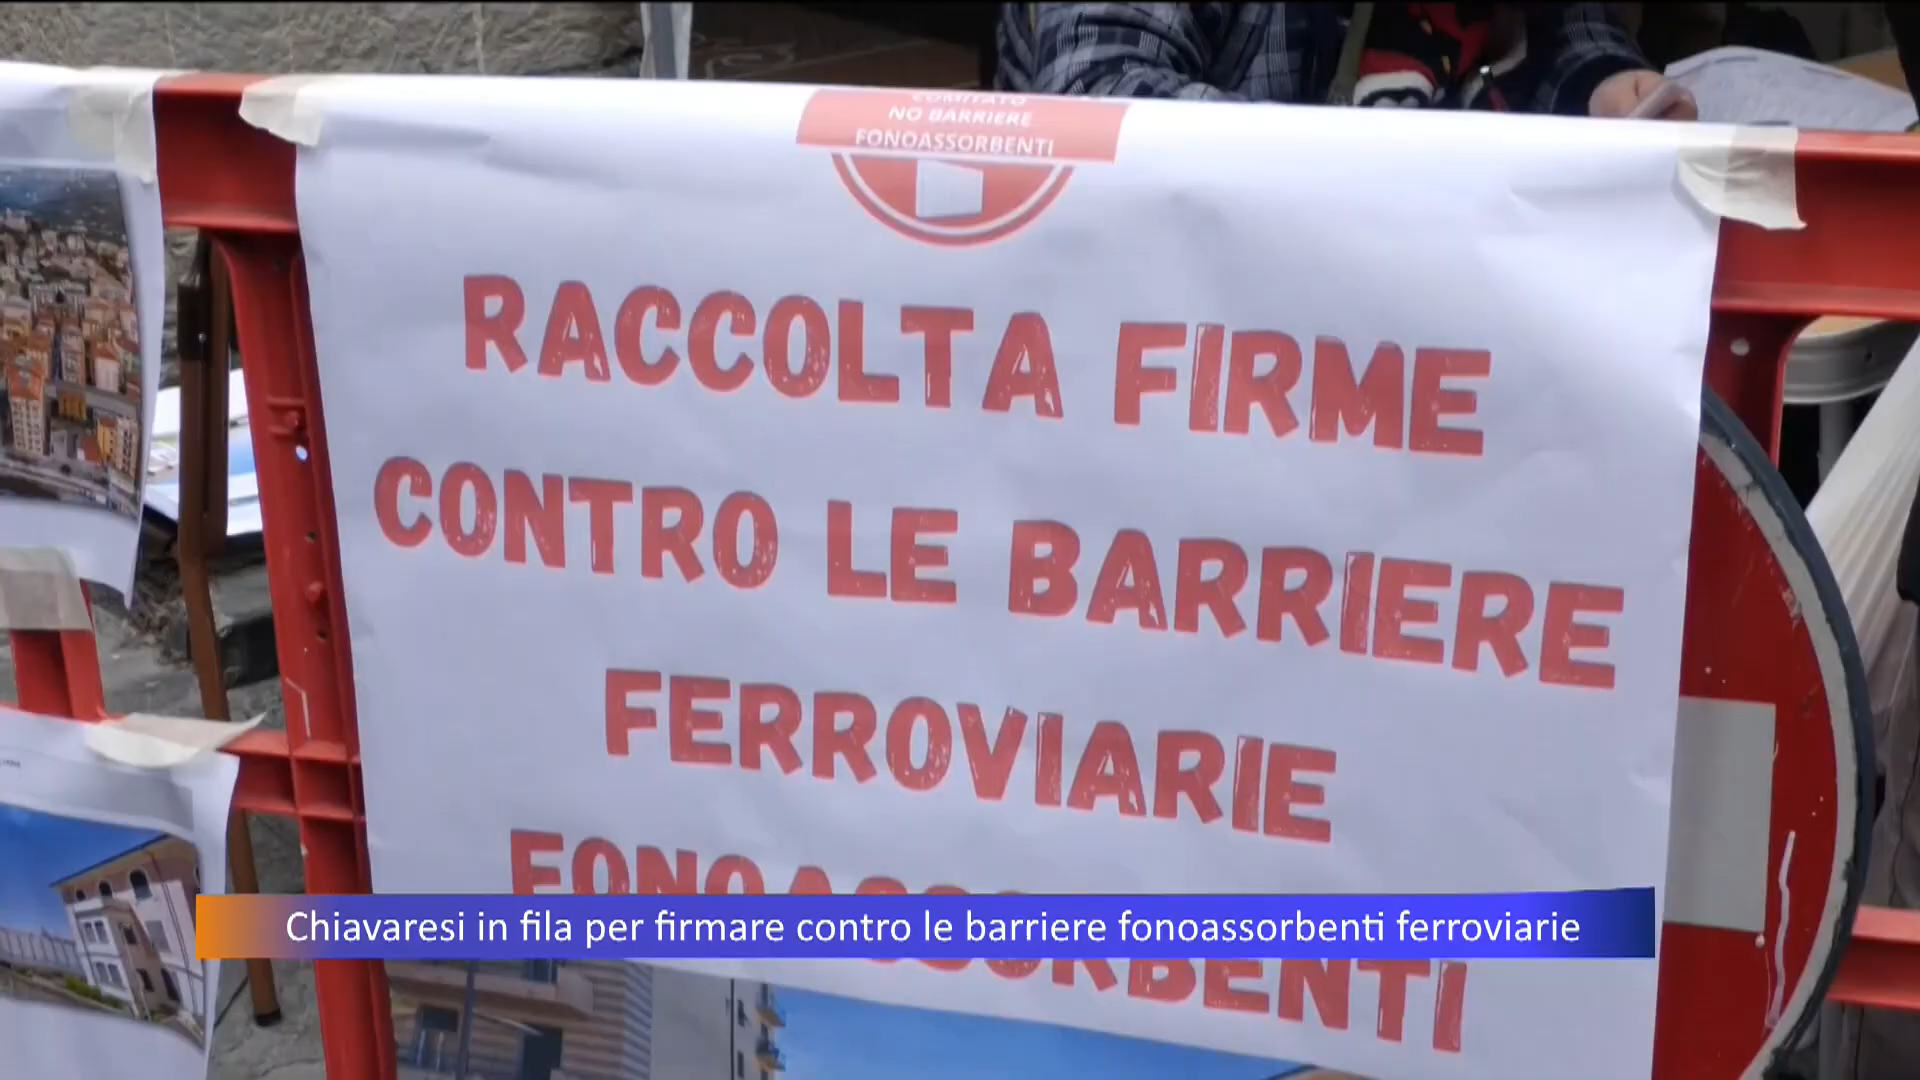 COMITATO
NO BARRIERE
FONOASSORBENTI
RACCOLTA FIRME
CONTRO LE BARRIERE
FERROVIARIE
FONOASSORBENTI
Chiavaresi in fila per firmare contro le barriere fonoassorbenti ferroviarie